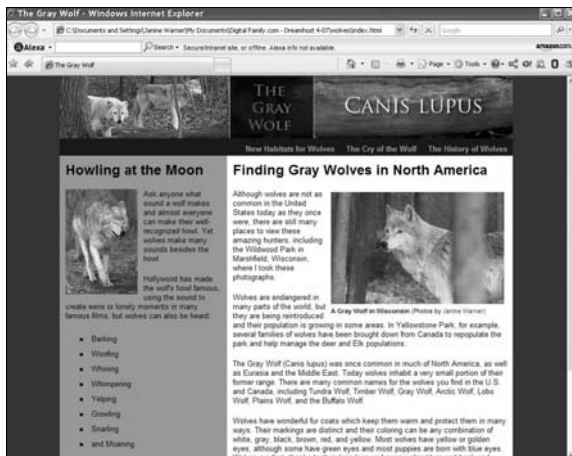 The Gray Wolf - Windows Internet Explorer
C:\Documents and Settings\Janine Warner\My Documents\Digital Family.com - Dreamhost 4-07\wolves\index.html
Google
Alexa
Search
Secure/intranet site, or offline. Alexa info not available.
amazon.com
The Gray Wolf
Page
Tools
THE
GRAY
WOLF
CANIS LUPUS
New Habitats for Wolves
The Cry of the Wolf
The History of Wolves
Howling at the Moon
Ask anyone what
sound a wolf makes
and almost everyone
can make their well-
recognized howl. Yet
wolves make many
sounds besides the
howl.
Hollywood has made
the wolf's howl famous,
using the sound to
create eerie or lonely moments in many
famous films, but wolves can also be heard:
Barking
Woofing
Whining
Whimpering
Yelping
Growling
Snarling
and Moaning
Finding Gray Wolves in North America
Although wolves are not as
common in the United
States today as they once
were, there are still many
places to view these
amazing hunters, including
the Wildwood Park in
Marshfield, Wisconsin,
where I took these
photographs.
A Gray Wolf in Wisconsin (Photos by Janine Warner)
Wolves are endangered in
many parts of the world, but
they are being reintroduced
and their population is growing in some areas. In Yellowstone Park, for example,
several families of wolves have been brought down from Canada to repopulate the
park and help manage the deer and Elk populations.
The Gray Wolf (Canis lupus) was once common in much of North America, as well
as Eurasia and the Middle East. Today wolves inhabit a very small portion of their
former range. There are many common names for the wolves you find in the U.S.
and Canada, including Tundra Wolf, Timber Wolf, Gray Wolf, Arctic Wolf, Lobo
Wolf, Plains Wolf, and the Buffalo Wolf.
Wolves have wonderful fur coats which keep them warm and protect them in many
ways. Their markings are distinct and their coloring can be any combination of
white, gray, black, brown, red, and yellow. Most wolves have yellow or golden
eyes, although some have green eyes and most puppies are born with blue eyes.